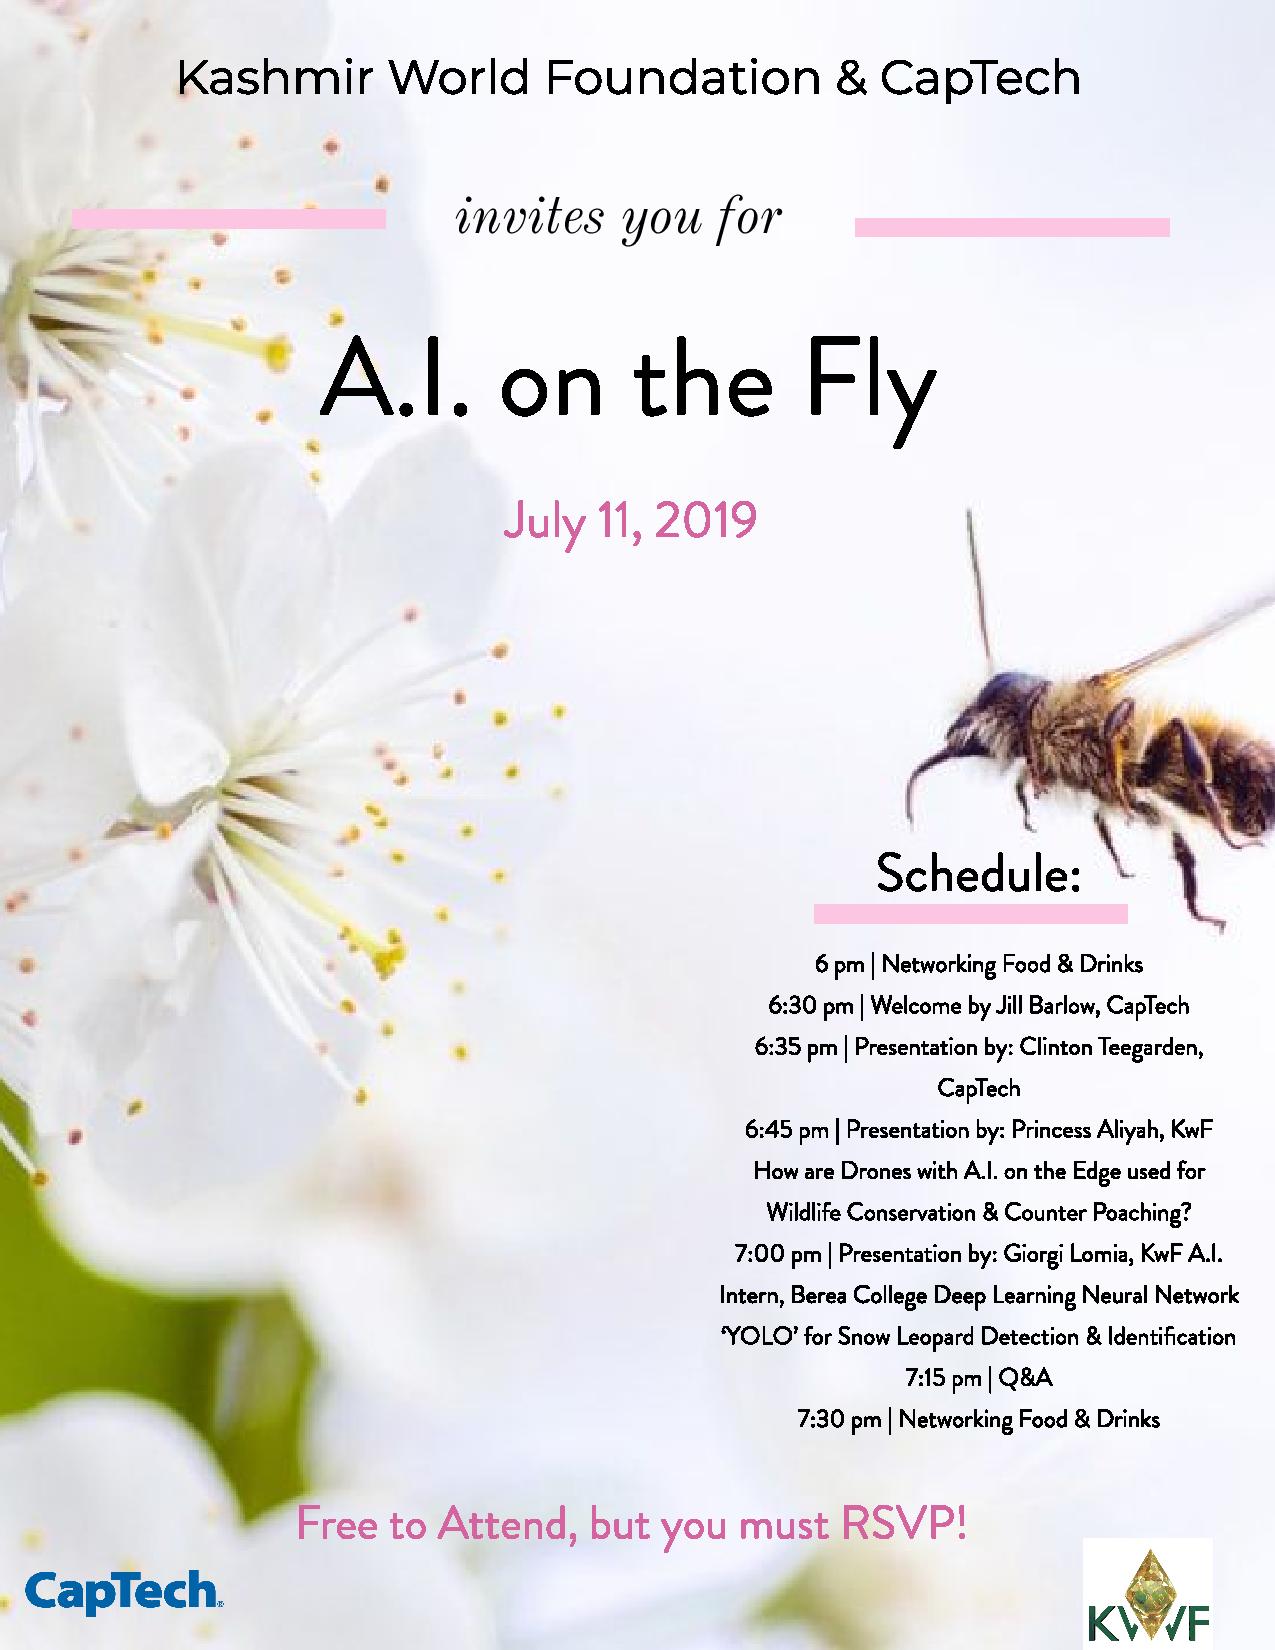 Kashmir World Foundation & CapTech
invites you for
A.I. on the Fly
July 11, 2019
Schedule:
6 pm | Networking Food & Drinks
6:30 pm | Welcome by Jill Barlow, CapTech
6:35 pm | Presentation by: Clinton Teegarden,
CapTech
6:45 pm | Presentation by: Princess Aliyah, KwF
How are Drones with A.I. on the Edge used for
Wildlife Conservation & Counter Poaching?
7:00 pm | Presentation by: Giorgi Lomia, KwF A.I.
Intern, Berea College Deep Learning Neural Network
‘YOLO’ for Snow Leopard Detection & Identification
7:15 pm | Q&A
7:30 pm | Networking Food & Drinks
Free to Attend, but you must RSVP!
CapTech®
KWF